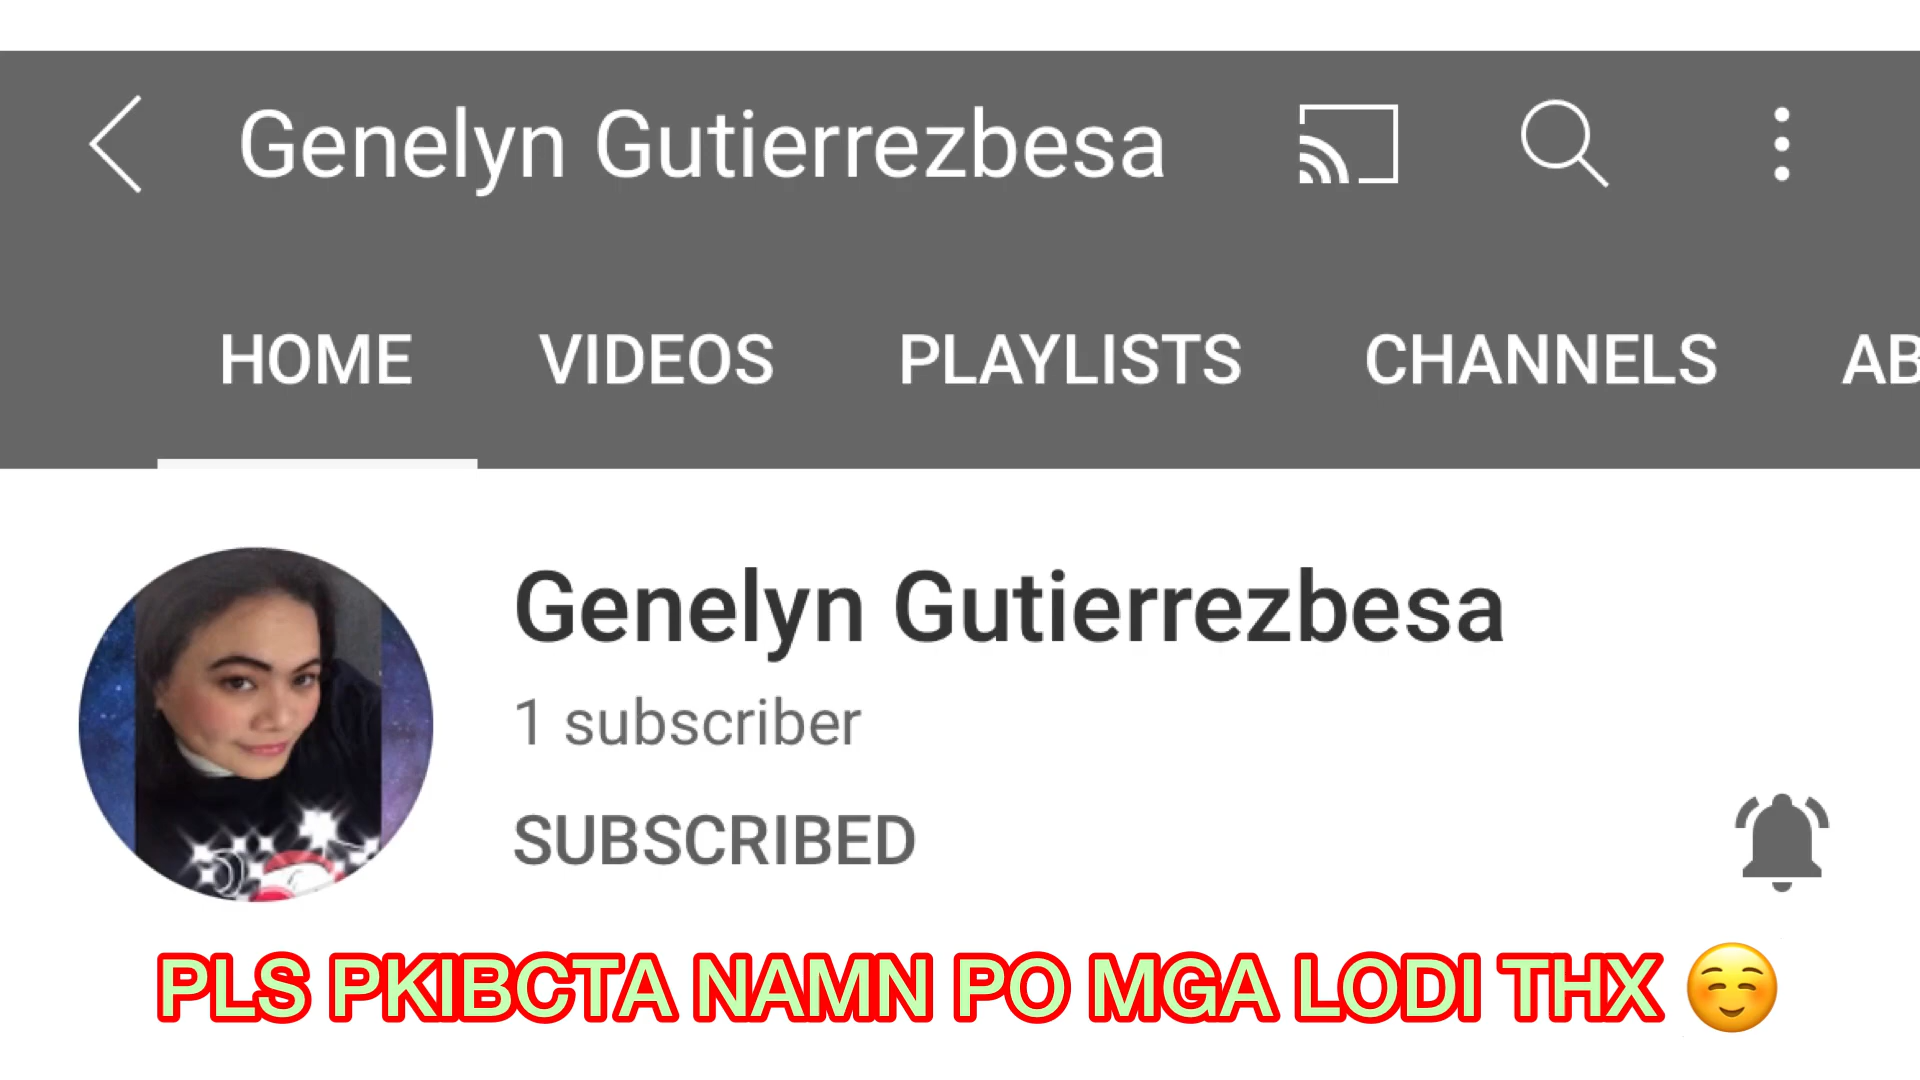 Genelyn Gutierrezbesa
HOME VIDEOS PLAYLISTS CHANNELS AB
Genelyn Gutierrezbesa
1 subscriber
SUBSCRIBED
PLS PKIBCTA NAMN PO MGA LODI THX ☺️